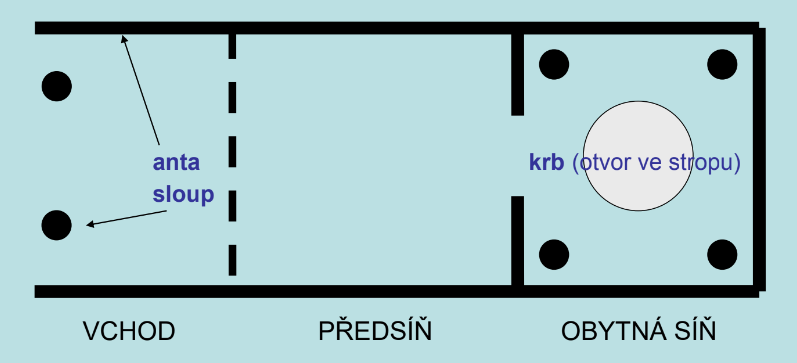 anta
sloup
krb (otvor ve stropu)
VCHOD
PŘEDSÍŇ
OBYTNÁ SÍŇ